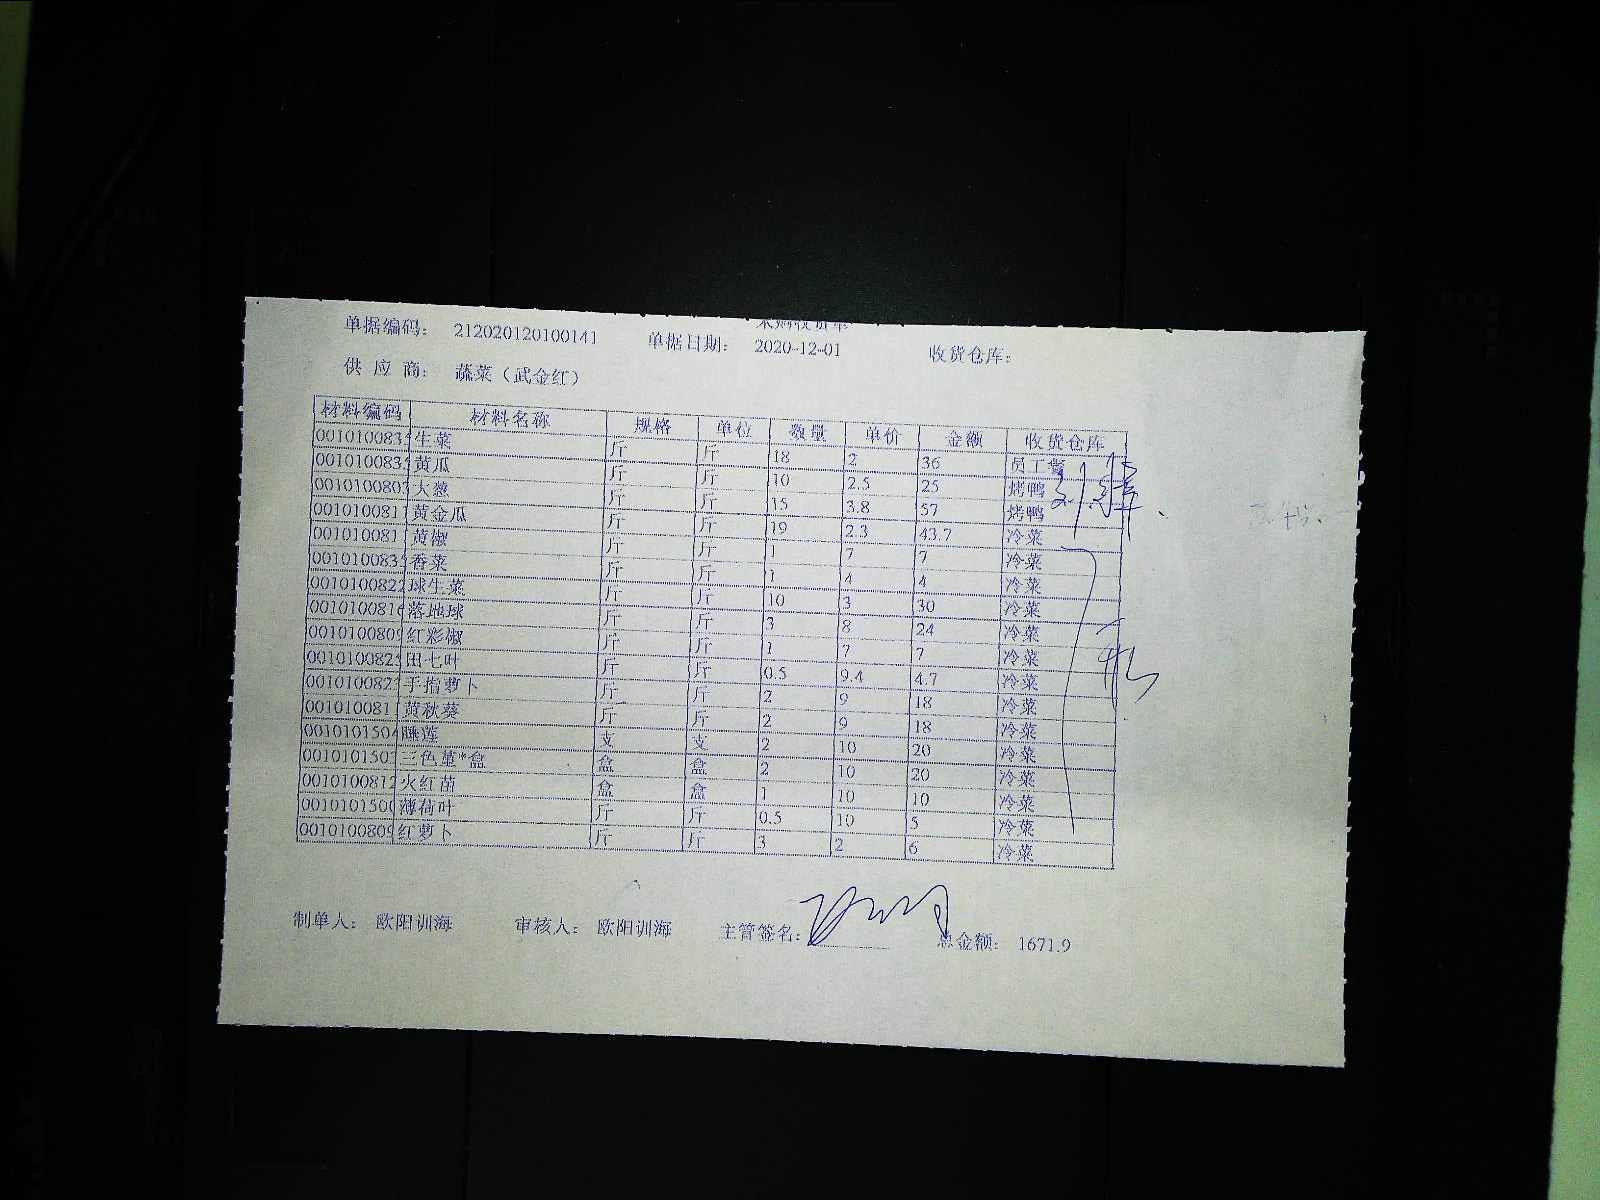 单据编码： 212020120100141 单据日期： 2020-12-01 收货仓库：
供 应 商： 蔬菜（武金红）
材料编码 材料名称 规格 单位 数量 单价 金额 收货仓库
生菜 斤 斤 18 2 36 员工餐
黄瓜 斤 斤 10 2.5 25 烤鸭
大葱 斤 斤 15 3.8 57 烤鸭
黄金瓜 斤 斤 19 2.3 43.7 冷菜
黄椒 斤 斤 1 7 7 冷菜
香菜 斤 斤 1 4 4 冷菜
球生菜 斤 斤 10 3 30 冷菜
落地球 斤 斤 3 8 24 冷菜
红彩椒 斤 斤 1 7 7 冷菜
田七叶 斤 斤 0.5 9.4 4.7 冷菜
手指萝卜 斤 斤 2 9 18 冷菜
黄秋葵 斤 斤 2 9 18 冷菜
睡莲 支 支 2 10 20 冷菜
三色堇*盒 盒 盒 2 10 20 冷菜
火红苗 盒 盒 1 10 10 冷菜
薄荷叶 斤 斤 0.5 10 5 冷菜
红萝卜 斤 斤 3 2 6 冷菜
制单人： 欧阳训海 审核人： 欧阳训海 主管签名： 总金额： 1671.9